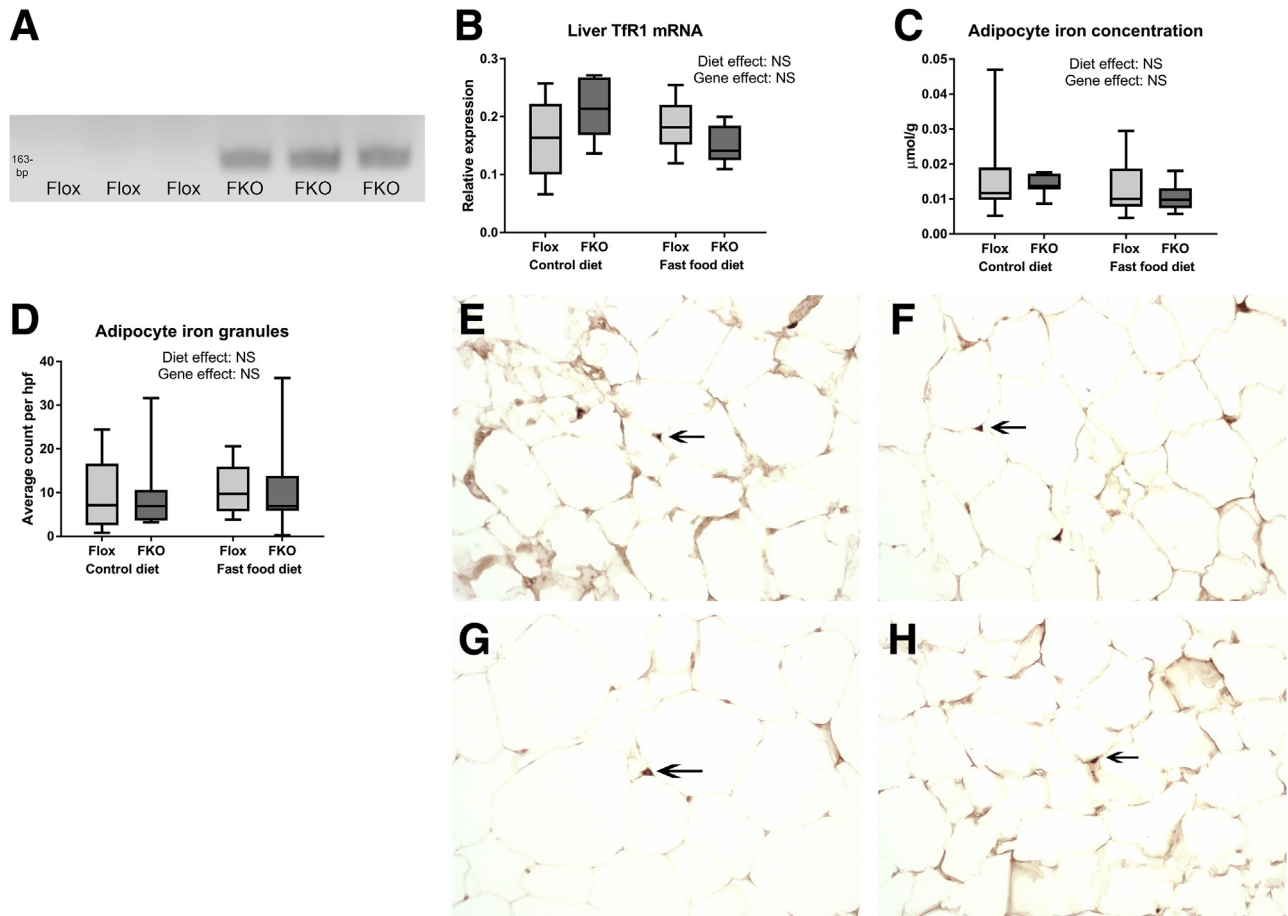 A
163-
bp
Flox Flox Flox FKO FKO FKO
B
Liver TfR1 mRNA
Diet effect: NS
Gene effect: NS
Relative expression
0.3
0.2
0.1
0.0
Flox FKO Flox FKO
Control diet Fast food diet
C
Adipocyte iron concentration
Diet effect: NS
Gene effect: NS
µmol/g
0.05
0.04
0.03
0.02
0.01
0.00
Flox FKO Flox FKO
Control diet Fast food diet
D
Adipocyte iron granules
Diet effect: NS
Gene effect: NS
Average count per hpf
40
30
20
10
0
Flox FKO Flox FKO
Control diet Fast food diet
E
F
G
H